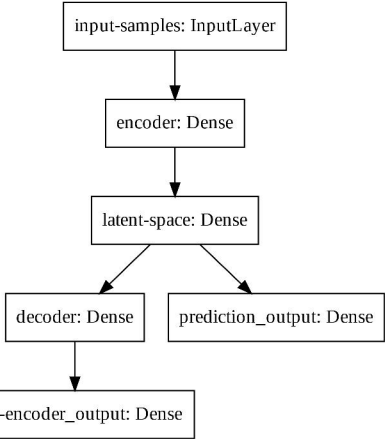 input-samples: InputLayer
encoder: Dense
latent-space: Dense
decoder: Dense
prediction_output: Dense
-encoder_output: Dense